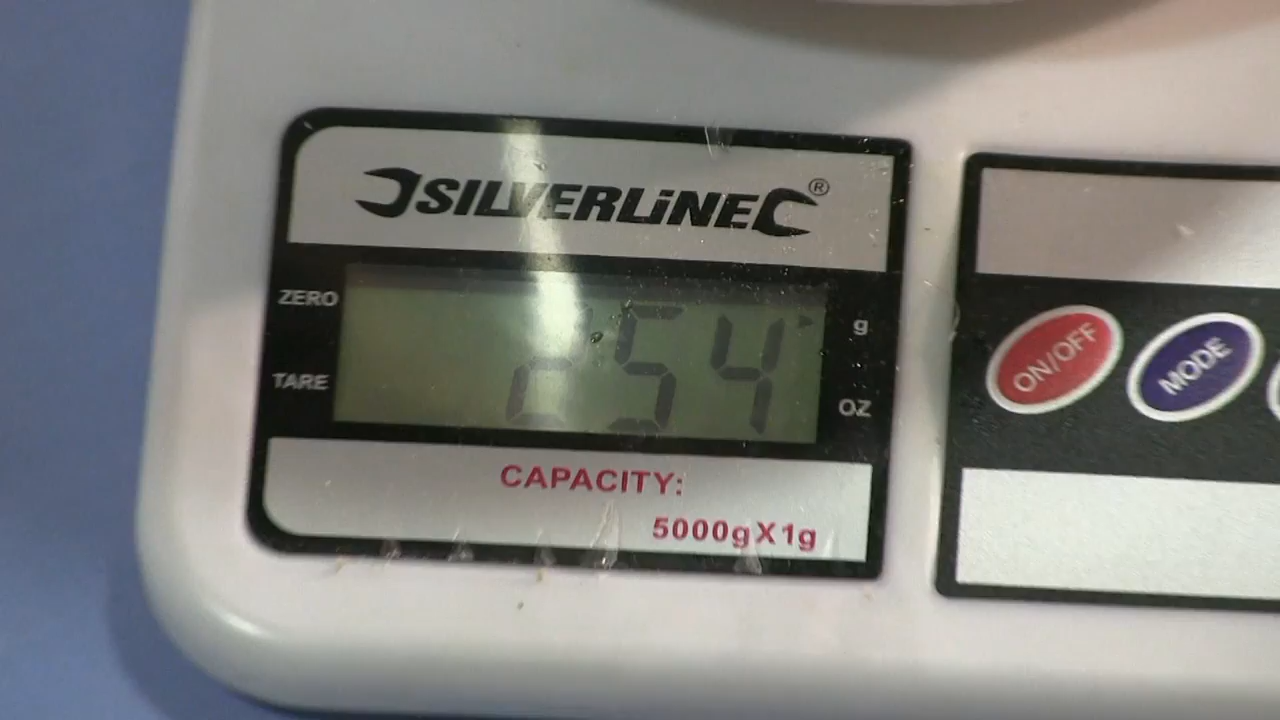 SILVERLINE®
ZERO
254
g
TARE
OZ
CAPACITY:
5000gX1g
ON/OFF
MODE